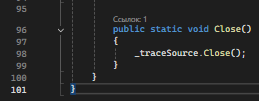 95
Ссылок: 1
96 public static void Close()
97 {
98 _traceSource.Close();
99 }
100 }
101 }